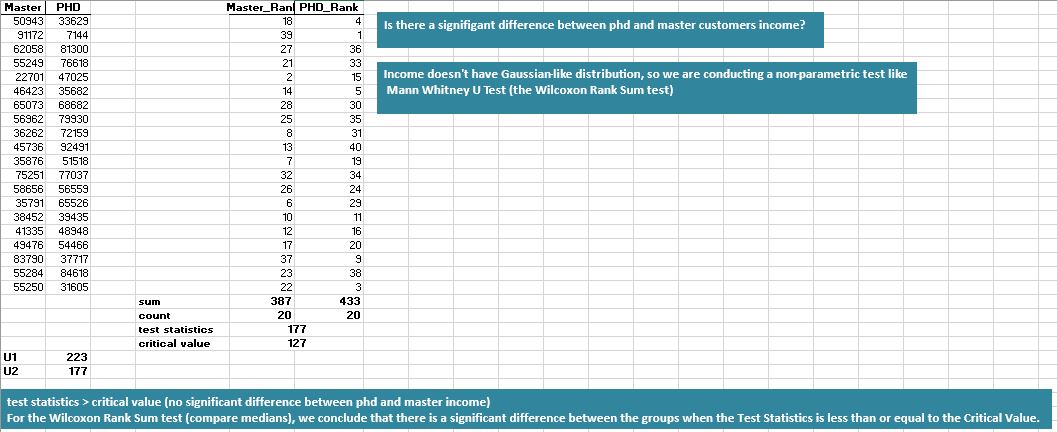 Master PHD Master_Rank PHD_Rank
50943 33629 18 4
91172 7144 39 1
62058 81300 27 36
55249 76618 21 33
22701 47025 2 15
46423 35682 14 5
65073 68682 28 30
56962 79930 25 35
36262 72159 8 31
45736 92491 13 40
35876 51518 7 19
75251 77037 32 34
58656 56559 26 24
35791 65526 6 29
38452 39435 10 11
41335 48948 12 16
49476 54466 17 20
83790 37717 37 9
55284 84618 23 38
55250 31605 22 3
sum 387 433
count 20 20
test statistics 177
critical value 127
U1 223
U2 177
Is there a signifigant difference between phd and master customers income?
Income doesn't have Gaussian-like distribution, so we are conducting a non-parametric test like
Mann Whitney U Test (the Wilcoxon Rank Sum test)
test statistics > critical value (no significant difference between phd and master income)
For the Wilcoxon Rank Sum test (compare medians), we conclude that there is a significant difference between the groups when the Test Statistics is less than or equal to the Critical Value.